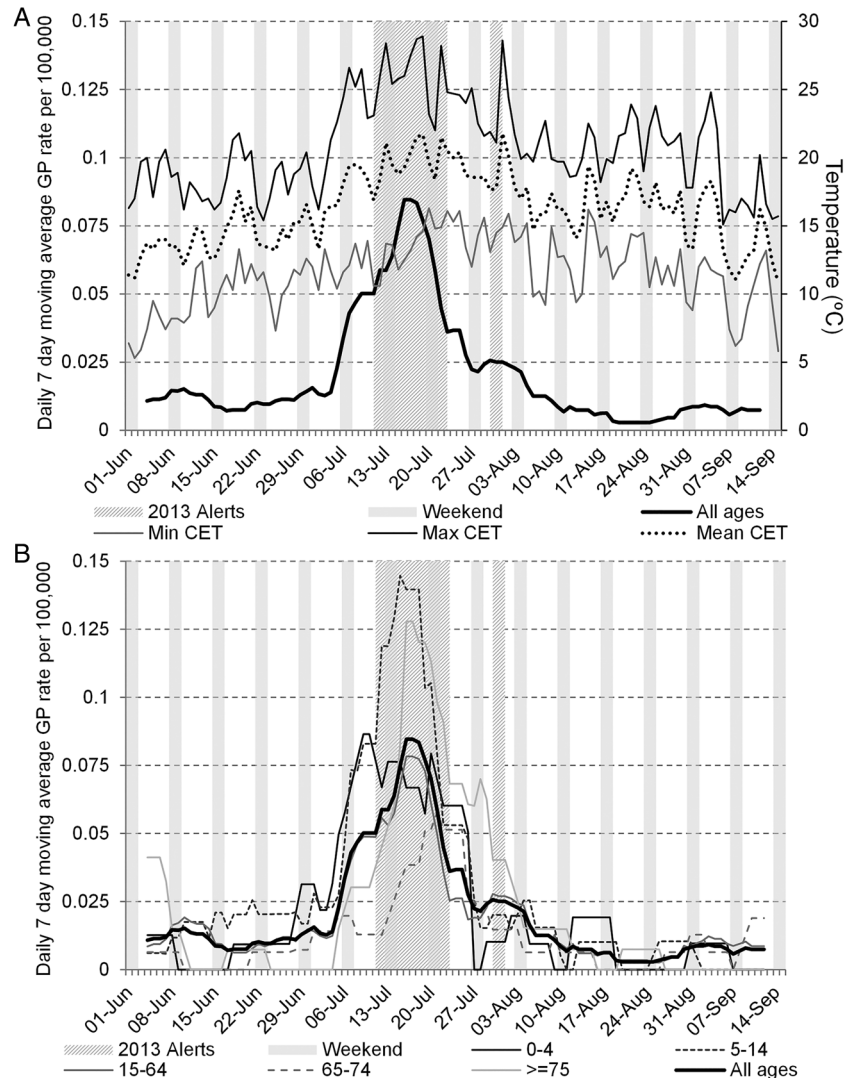 A
Daily 7 day moving average GP rate per 100,000
0.15
0.125
0.1
0.075
0.05
0.025
0
30
25
20
15
10
5
0
Temperature (ºC)
01-Jun
08-Jun
15-Jun
22-Jun
29-Jun
06-Jul
13-Jul
20-Jul
27-Jul
03-Aug
10-Aug
17-Aug
24-Aug
31-Aug
07-Sep
14-Sep
2013 Alerts Weekend All ages
Min CET Max CET Mean CET
B
Daily 7 day moving average GP rate per 100,000
0.15
0.125
0.1
0.075
0.05
0.025
0
01-Jun
08-Jun
15-Jun
22-Jun
29-Jun
06-Jul
13-Jul
20-Jul
27-Jul
03-Aug
10-Aug
17-Aug
24-Aug
31-Aug
07-Sep
14-Sep
2013 Alerts Weekend 0-4 5-14
15-64 65-74 >=75 All ages